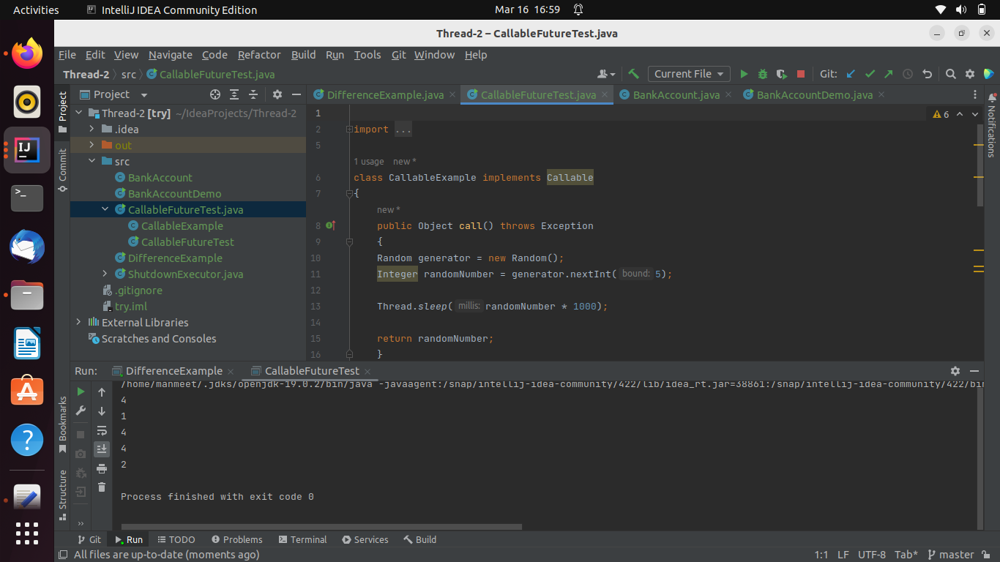 Activities IntelliJ IDEA Community Edition Mar 16 16:59
Thread-2 – CallableFutureTest.java
File Edit View Navigate Code Refactor Build Run Tools Git Window Help
Thread-2 src CallableFutureTest.java Current File Git:
Project
Project
Commit
Bookmarks
Structure
Notifications
Thread-2 [try] ~/IdeaProjects/Thread-2
.idea
out
src
BankAccount
BankAccountDemo
CallableFutureTest.java
CallableExample
CallableFutureTest
DifferenceExample
ShutdownExecutor.java
.gitignore
try.iml
External Libraries
Scratches and Consoles
DifferenceExample.java CallableFutureTest.java BankAccount.java BankAccountDemo.java
1 6
2 import ...
5
1 usage new *
6 class CallableExample implements Callable
7 {
new *
8 public Object call() throws Exception
9 {
10 Random generator = new Random();
11 Integer randomNumber = generator.nextInt( bound: 5);
12
13 Thread.sleep( millis: randomNumber * 1000);
14
15 return randomNumber;
16 }
Run: DifferenceExample CallableFutureTest
/home/manmeet/.jdks/openjdk-19.0.2/bin/java -javaagent:/snap/intellij-idea-community/422/lib/idea_rt.jar=38861:/snap/intellij-idea-community/422/bin
4
1
4
4
2
Process finished with exit code 0
Git Run TODO Problems Terminal Services Build
All files are up-to-date (moments ago) 1:1 LF UTF-8 Tab* master